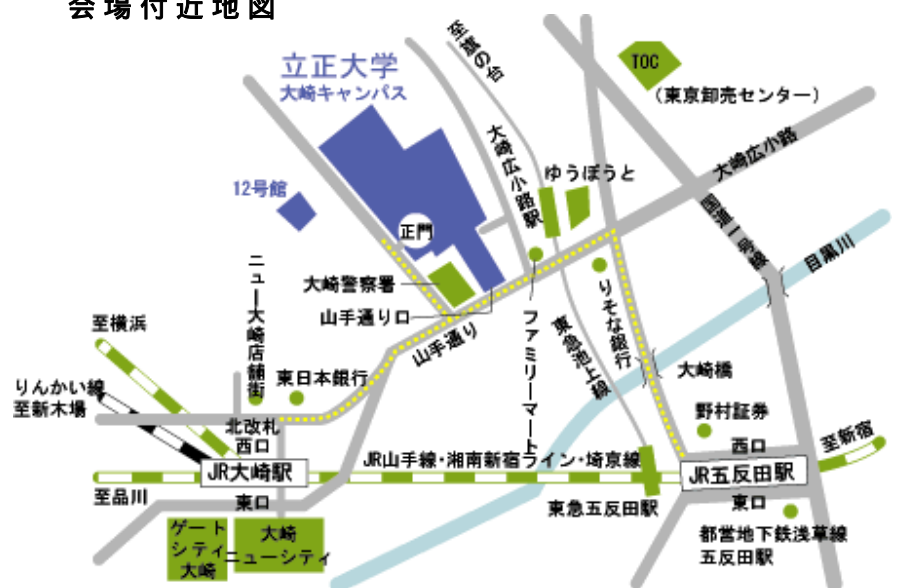 会場付近地図
立正大学
大崎キャンパス
至旗の台
TOC
（東京卸売センター）
大崎広小路
大崎広小路駅
ゆうぽうと
12号館
正門
国道一号線
目黒川
ニュー大崎店舗街
大崎警察署
山手通り口
山手通り
ファミリーマート
東急池上線
りそな銀行
至横浜
大崎橋
東日本銀行
りんかい線
至新木場
北改札
西口
JR大崎駅
東口
至品川
JR山手線・湘南新宿ライン・埼京線
野村証券
西口
至新宿
JR五反田駅
東口
東急五反田駅
都営地下鉄浅草線
五反田駅
ゲート
シティ
大崎
大崎
ニューシティ